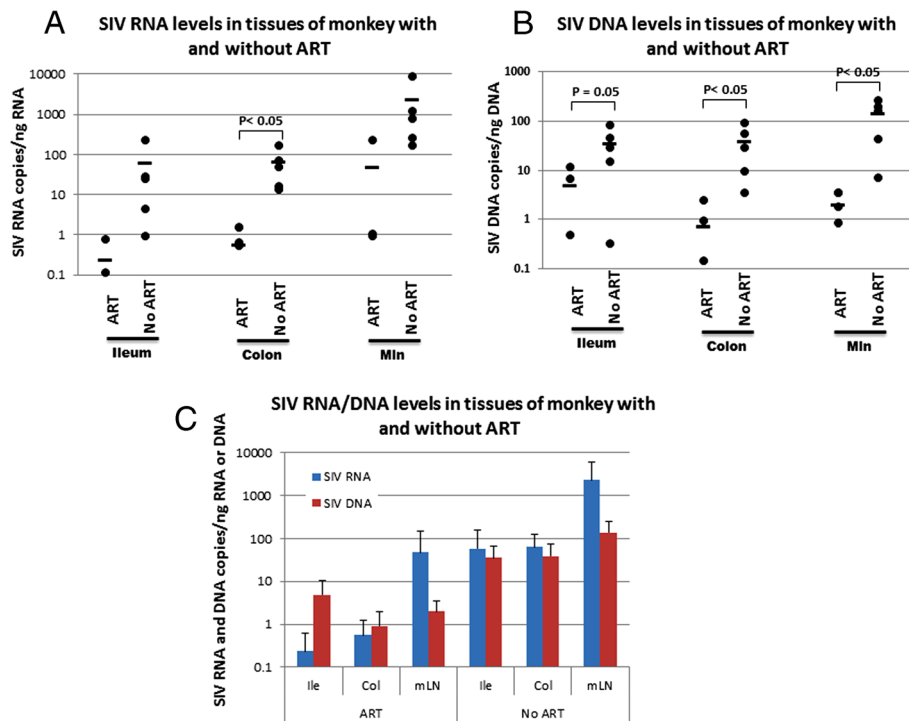 A
SIV RNA levels in tissues of monkey with
and without ART
SIV RNA copies/ng RNA
10000
1000
100
10
1
0.1
P< 0.05
ART
No ART
ART
No ART
ART
No ART
Ileum
Colon
Mln
B
SIV DNA levels in tissues of monkey with
and without ART
SIV DNA copies/ng DNA
1000
100
10
1
0.1
P = 0.05
P< 0.05
P< 0.05
ART
No ART
ART
No ART
ART
No ART
Ileum
Colon
Mln
C
SIV RNA/DNA levels in tissues of monkey with
and without ART
SIV RNA and DNA copies/ng RNA or DNA
10000
1000
100
10
1
0.1
SIV RNA
SIV DNA
Ile
Col
mLN
Ile
Col
mLN
ART
No ART